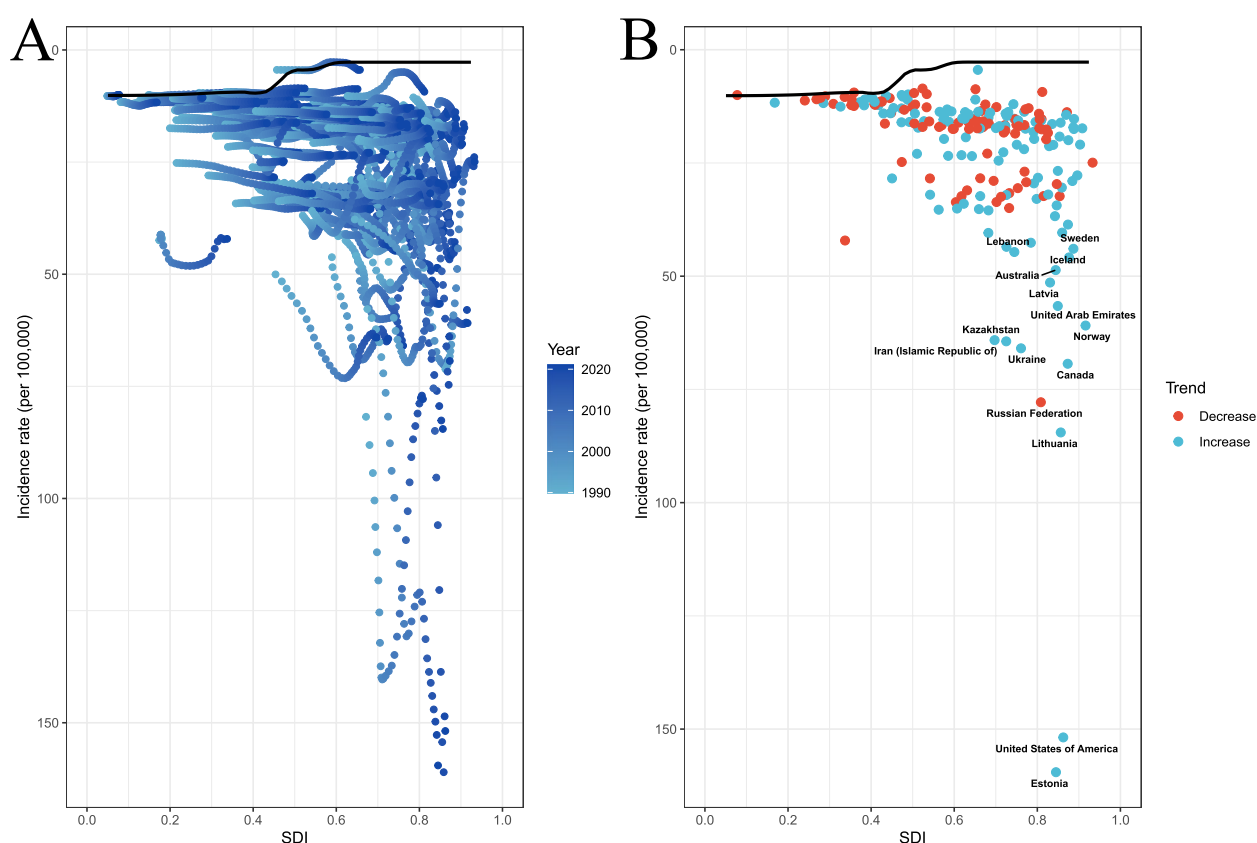 A
0
50
100
150
Incidence rate (per 100,000)
0.0 0.2 0.4 0.6 0.8 1.0
SDI
Year
2020
2010
2000
1990
B
0
50
100
150
Incidence rate (per 100,000)
Lebanon
Sweden
Iceland
Australia
Latvia
United Arab Emirates
Kazakhstan
Norway
Iran (Islamic Republic of)
Ukraine
Canada
Russian Federation
Lithuania
United States of America
Estonia
0.0 0.2 0.4 0.6 0.8 1.0
SDI
Trend
Decrease
Increase